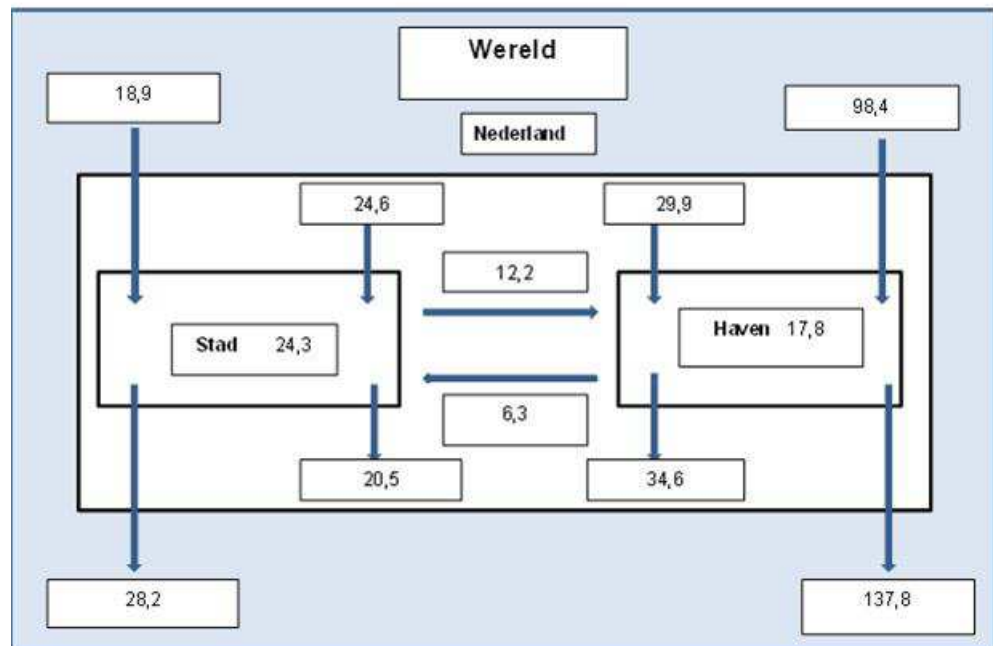 Wereld
18,9
98,4
Nederland
24,6
29,9
12,2
Stad 24,3
Haven 17,8
6,3
20,5
34,6
28,2
137,8